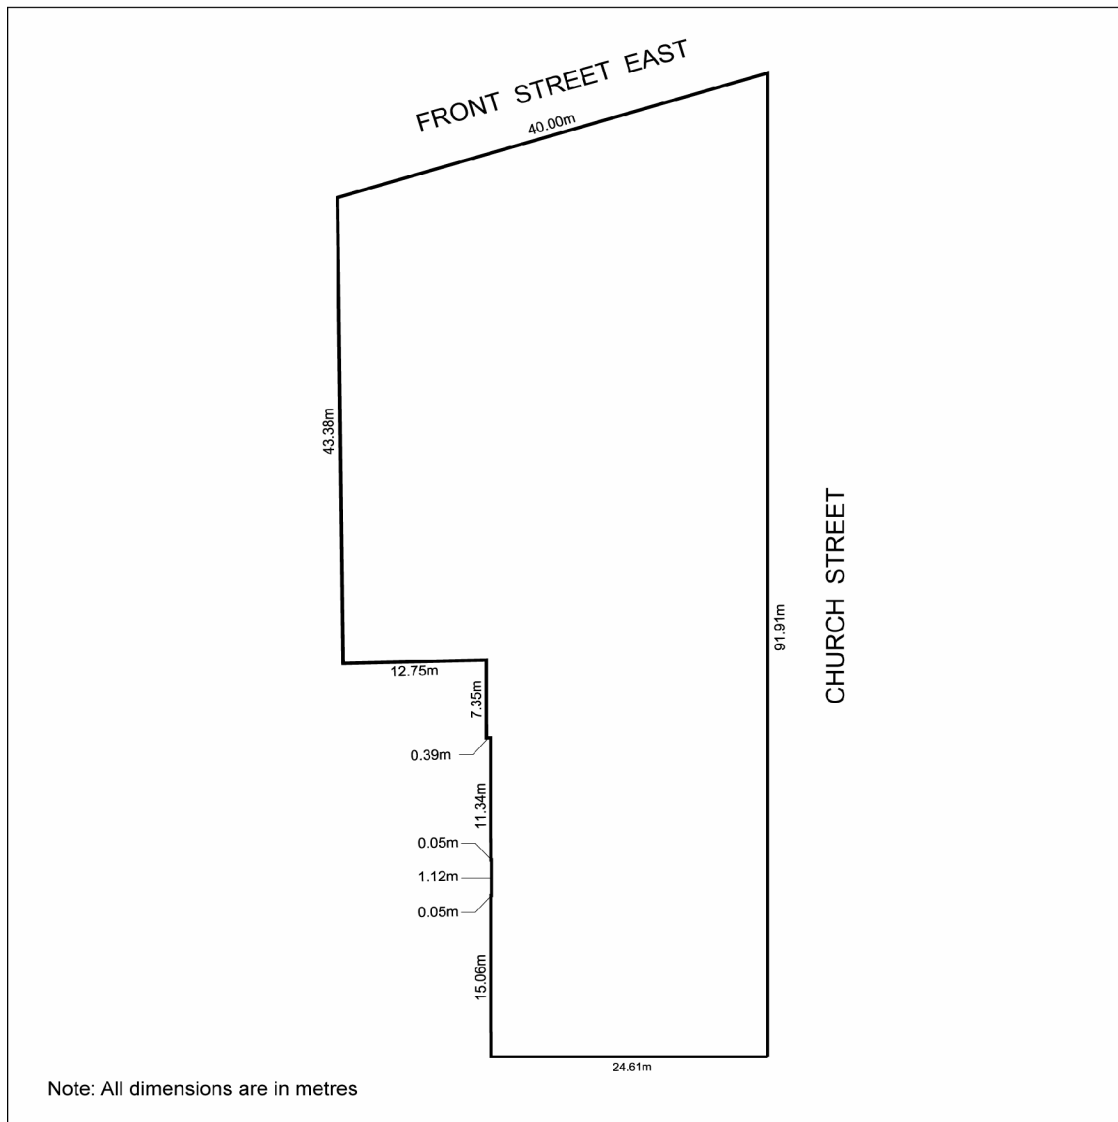 FRONT STREET EAST
40.00m
43.38m
12.75m
7.35m
0.39m
11.34m
0.05m
1.12m
0.05m
15.06m
24.61m
91.91m
CHURCH STREET
Note: All dimensions are in metres